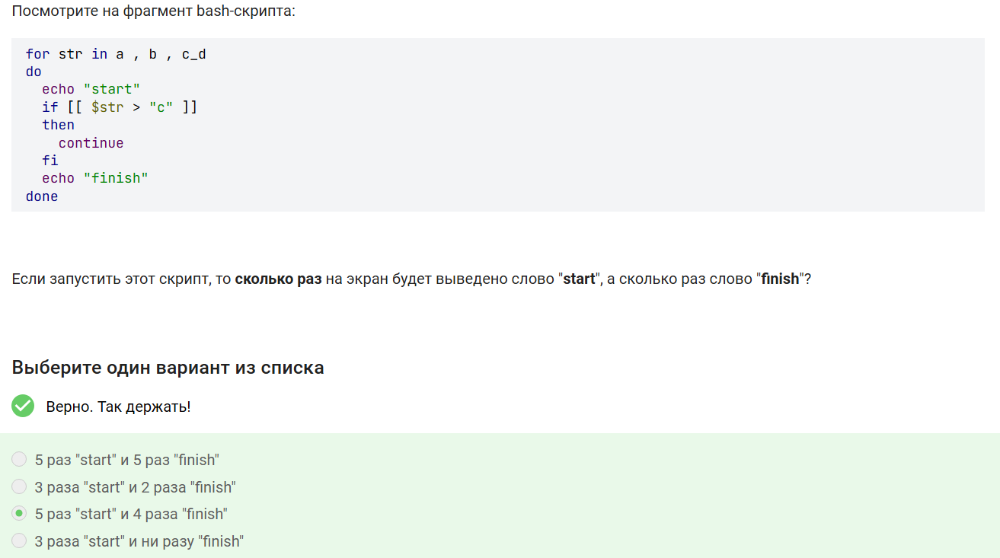 Посмотрите на фрагмент bash-скрипта:
for str in a , b , c_d
do
  echo "start"
  if [[ $str > "c" ]]
  then
    continue
  fi
  echo "finish"
done
Если запустить этот скрипт, то сколько раз на экран будет выведено слово "start", а сколько раз слово "finish"?
Выберите один вариант из списка
Верно. Так держать!
5 раз "start" и 5 раз "finish"
3 раза "start" и 2 раза "finish"
5 раз "start" и 4 раза "finish"
3 раза "start" и ни разу "finish"